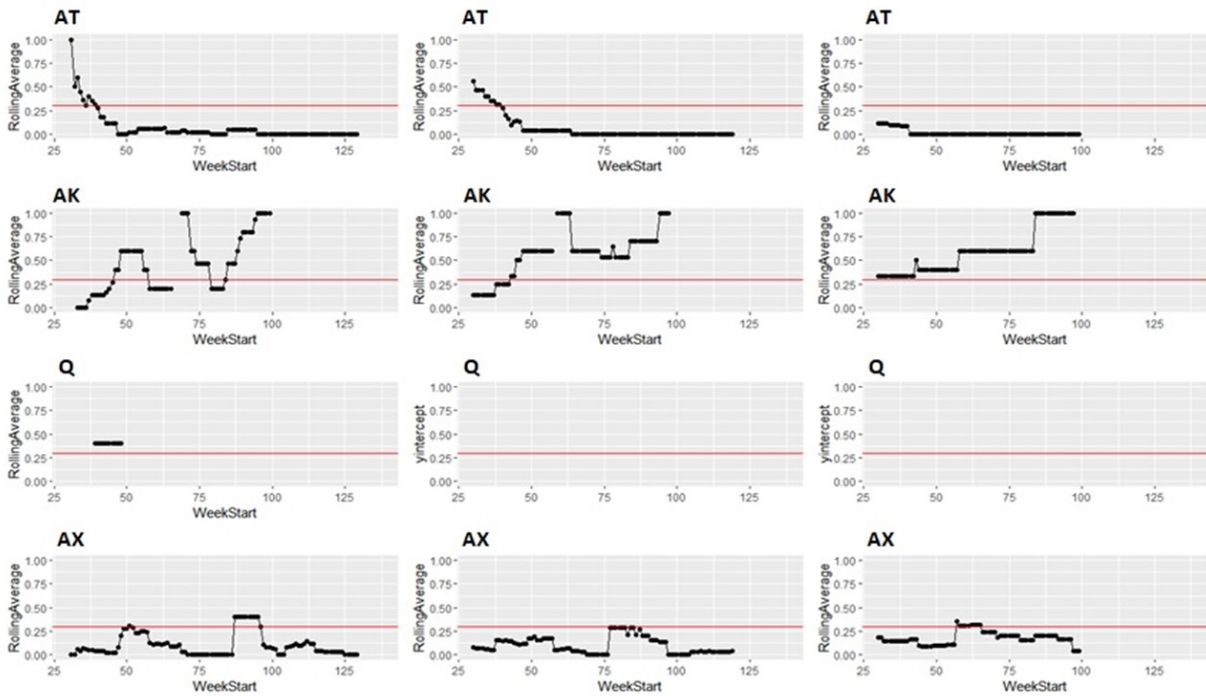 AT AT AT
1.00 1.00 1.00
0.75 0.75 0.75
0.50 0.50 0.50
0.25 0.25 0.25
0.00 0.00 0.00
RollingAverage RollingAverage RollingAverage
25 50 75 100 125 25 50 75 100 125 25 50 75 100 125
WeekStart WeekStart WeekStart
AK AK AK
1.00 1.00 1.00
0.75 0.75 0.75
0.50 0.50 0.50
0.25 0.25 0.25
0.00 0.00 0.00
RollingAverage RollingAverage RollingAverage
25 50 75 100 125 25 50 75 100 125 25 50 75 100 125
WeekStart WeekStart WeekStart
Q Q Q
1.00 1.00 1.00
0.75 0.75 0.75
0.50 0.50 0.50
0.25 0.25 0.25
0.00 0.00 0.00
RollingAverage yintercept yintercept
25 50 75 100 125 25 50 75 100 125 25 50 75 100 125
WeekStart
AX AX AX
1.00 1.00 1.00
0.75 0.75 0.75
0.50 0.50 0.50
0.25 0.25 0.25
0.00 0.00 0.00
RollingAverage RollingAverage RollingAverage
25 50 75 100 125 25 50 75 100 125 25 50 75 100 125
WeekStart WeekStart WeekStart